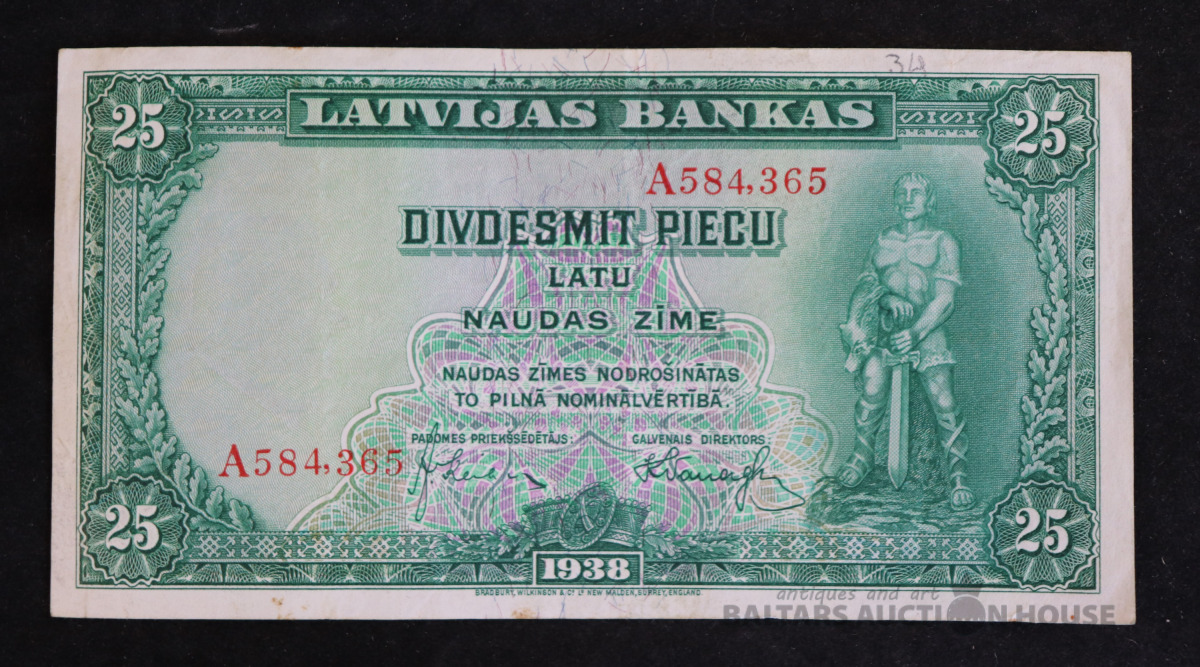 34
25 LATVIJAS BANKAS 25
A584,365
DIVDESMIT PIECU
LATU
NAUDAS ZĪME
NAUDAS ZĪMES NODROŠINĀTAS
TO PILNĀ NOMINĀLVĒRTĪBĀ.
PADOMES PRIEKŠSĒDĒTĀJS: GALVENAIS DIREKTORS:
A584,365
25 1938 25
BRADBURY, WILKINSON & Cº Lº NEW MALDEN, SURREY, ENGLAND.
antiques and art
BALTARS AUCTION HOUSE